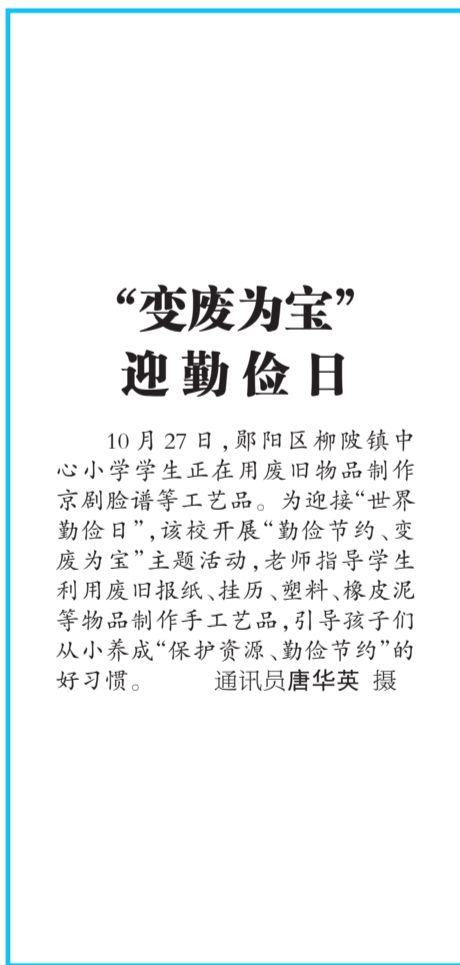 “变废为宝”
迎勤俭日
10月27日，郧阳区柳陂镇中
心小学学生正在用废旧物品制作
京剧脸谱等工艺品。为迎接“世界
勤俭日”，该校开展“勤俭节约、变
废为宝”主题活动，老师指导学生
利用废旧报纸、挂历、塑料、橡皮泥
等物品制作手工艺品，引导孩子们
从小养成“保护资源、勤俭节约”的
好习惯。 通讯员唐华英 摄